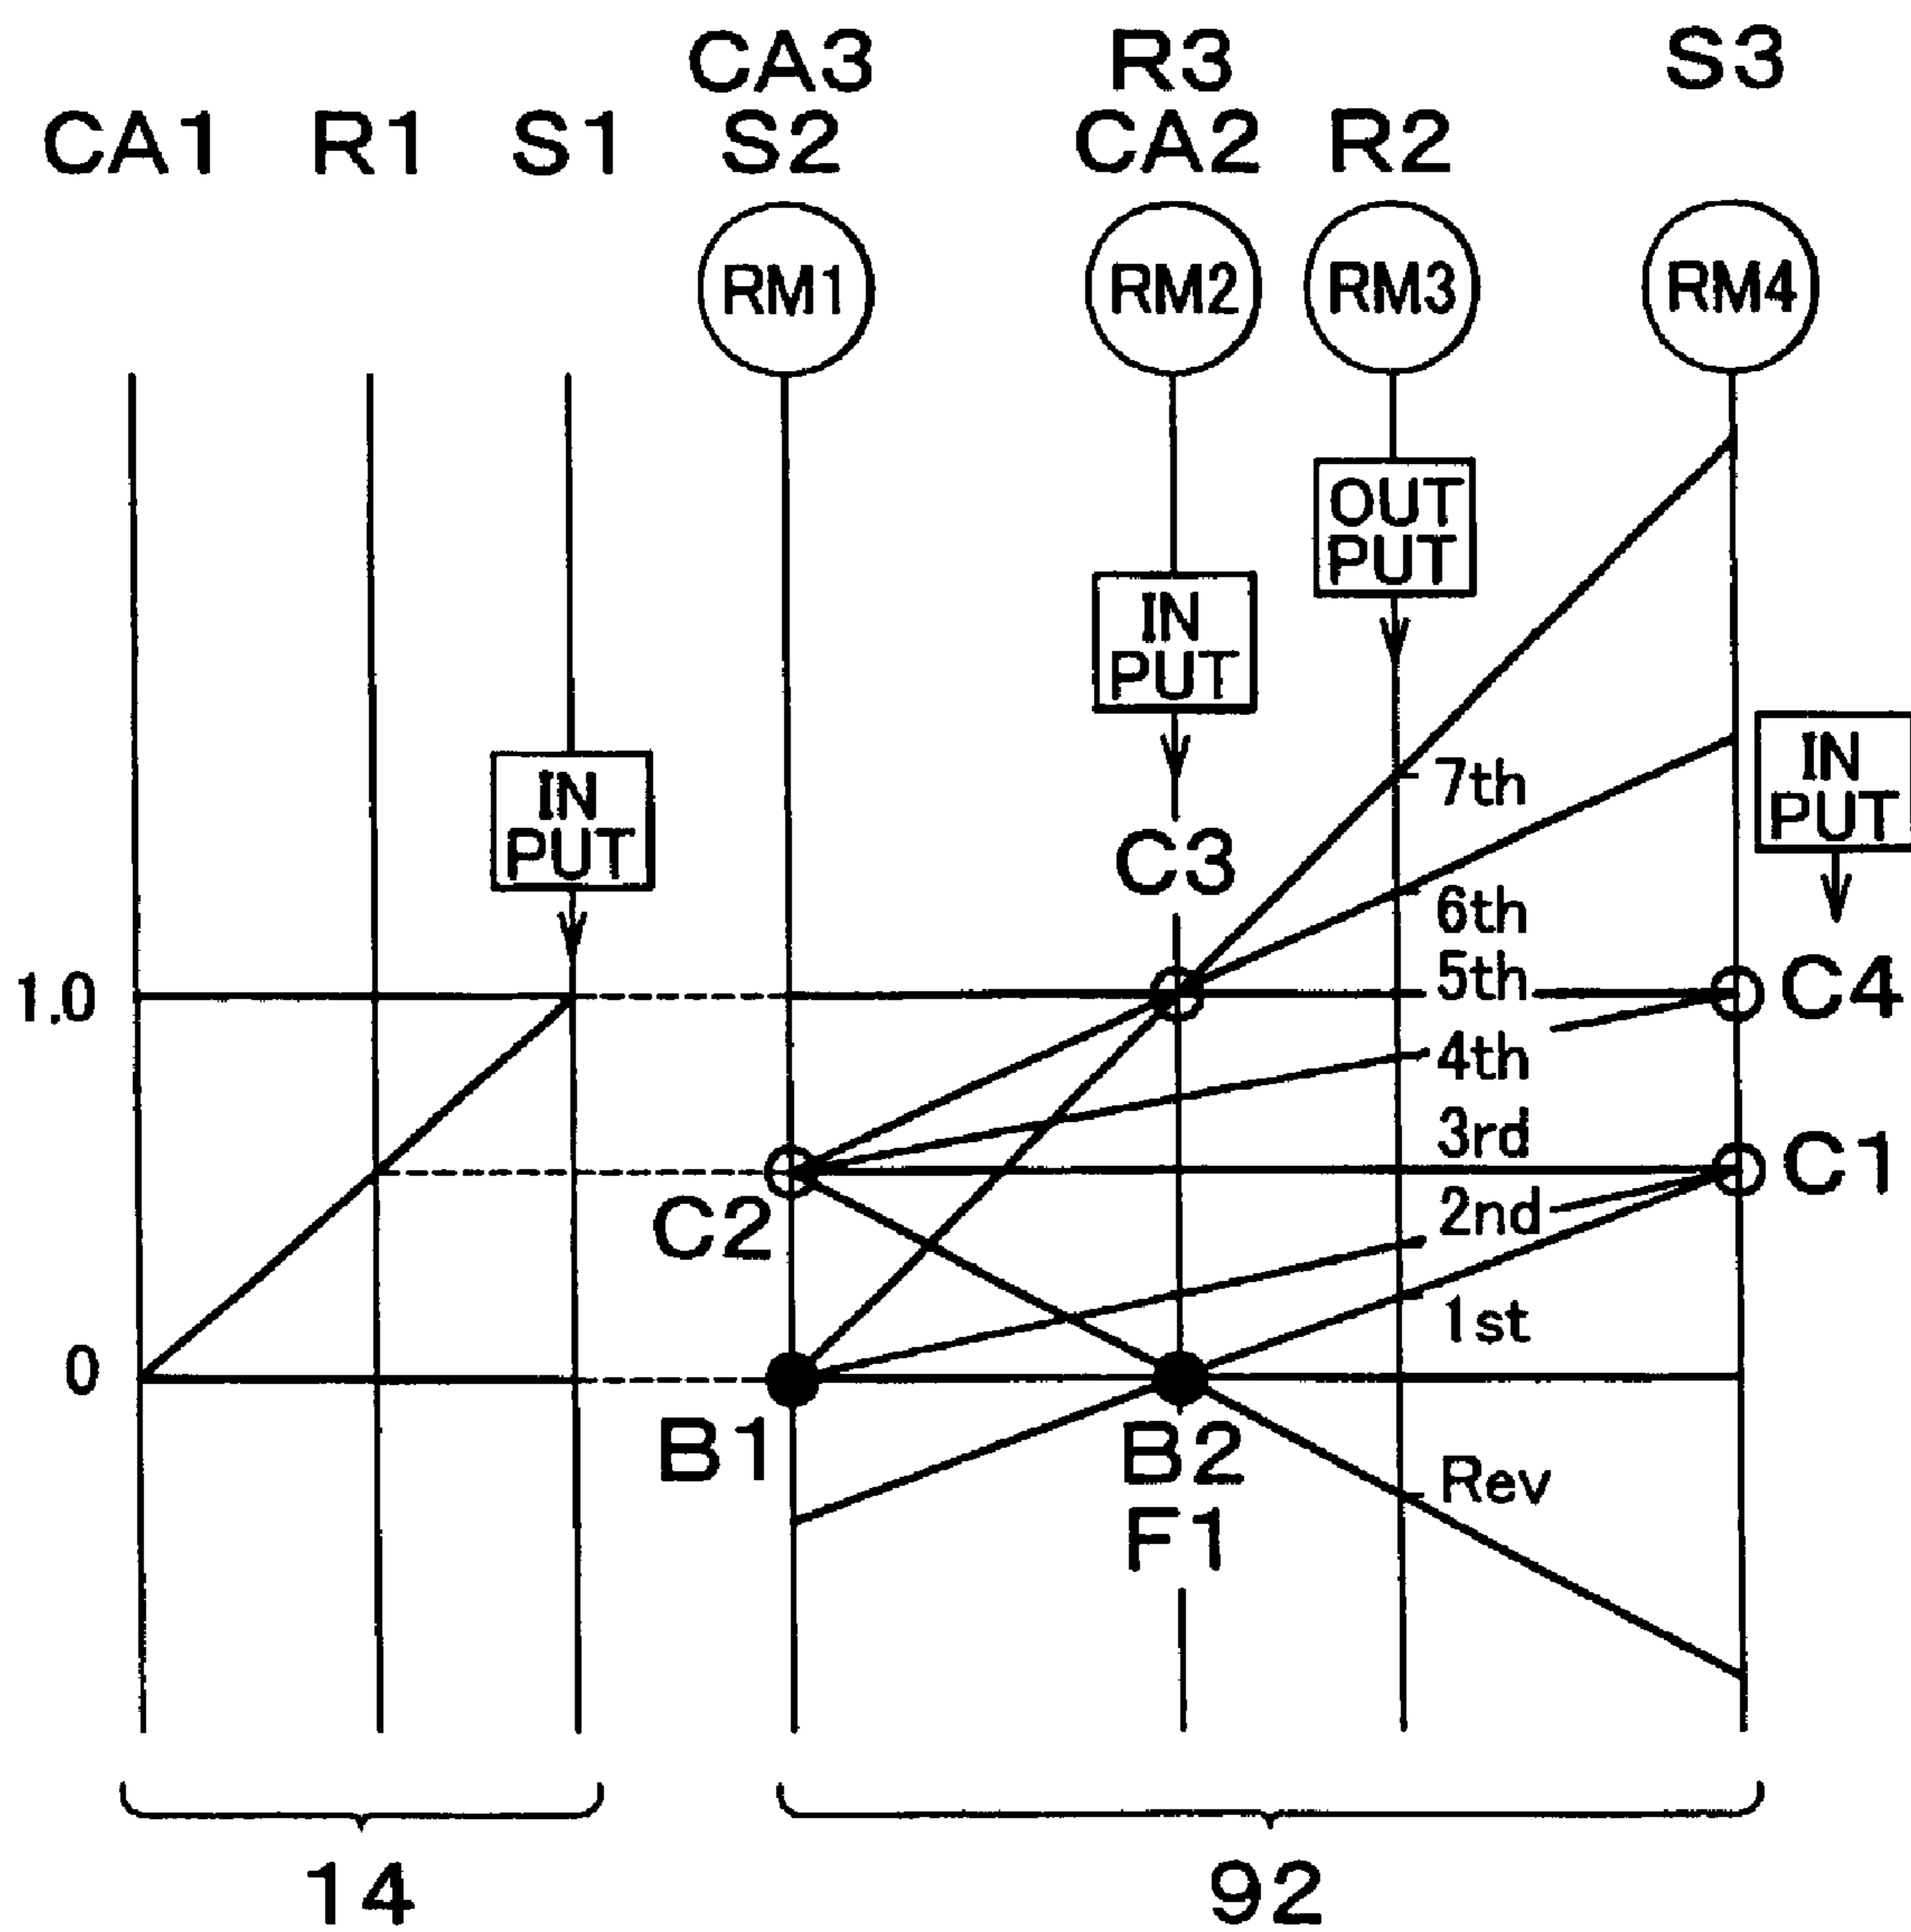 CA3 R3 S3
CA1 R1 S1 S2 CA2 R2
RM1 RM2 RM3 RM4
OUT
PUT
IN
PUT
IN
PUT
IN
PUT
7th
C3
6th
5th
1.0
C4
4th
3rd
C1
2nd
C2
1st
0
B1
B2
Rev
F1
14 92